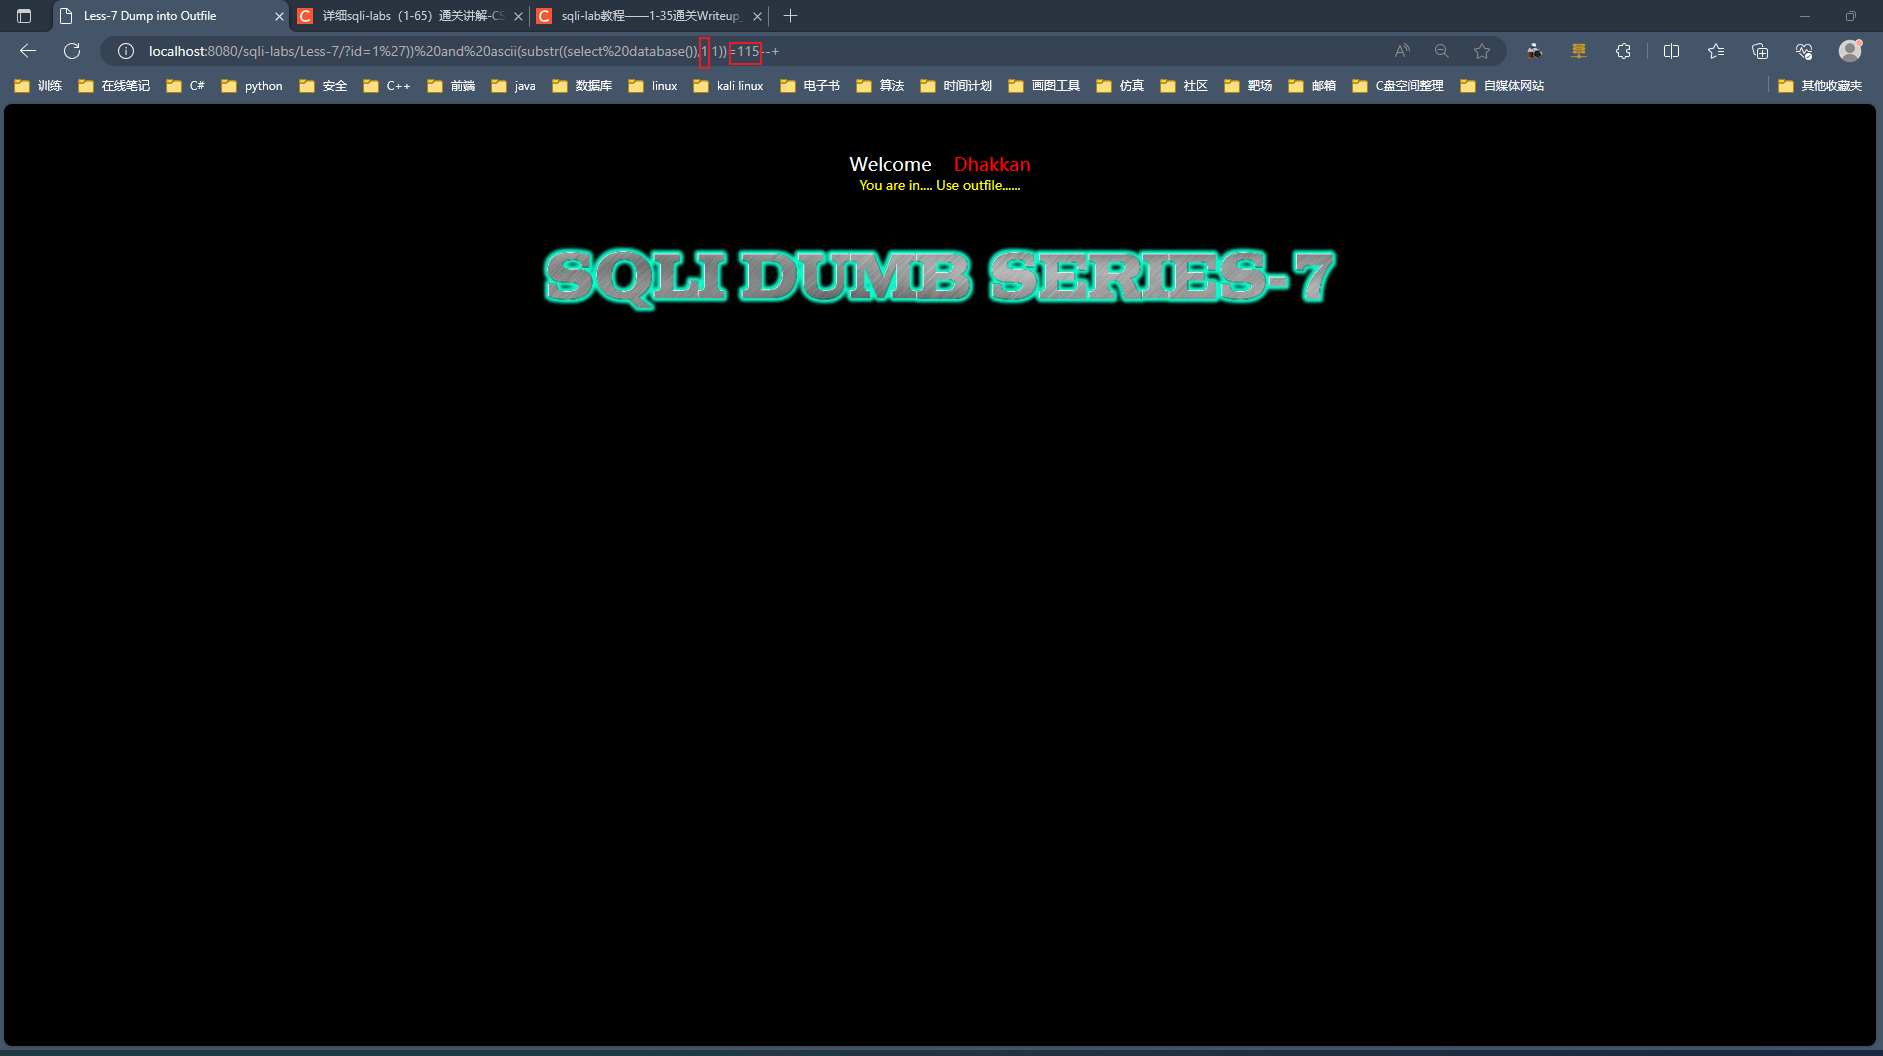 Less-7 Dump into Outfile
详细sqli-labs（1-65）通关讲解-CS
sqli-lab教程——1-35通关Writeup_
localhost:8080/sqli-labs/Less-7/?id=1%27))%20and%20ascii(substr((select%20database()),1,1))=115--+
训练 在线笔记 C# python 安全 C++ 前端 java 数据库 linux kali linux 电子书 算法 时间计划 画图工具 仿真 社区 靶场 邮箱 C盘空间整理 自媒体网站 其他收藏夹
Welcome Dhakkan
You are in.... Use outfile......
SQLI DUMB SERIES-7